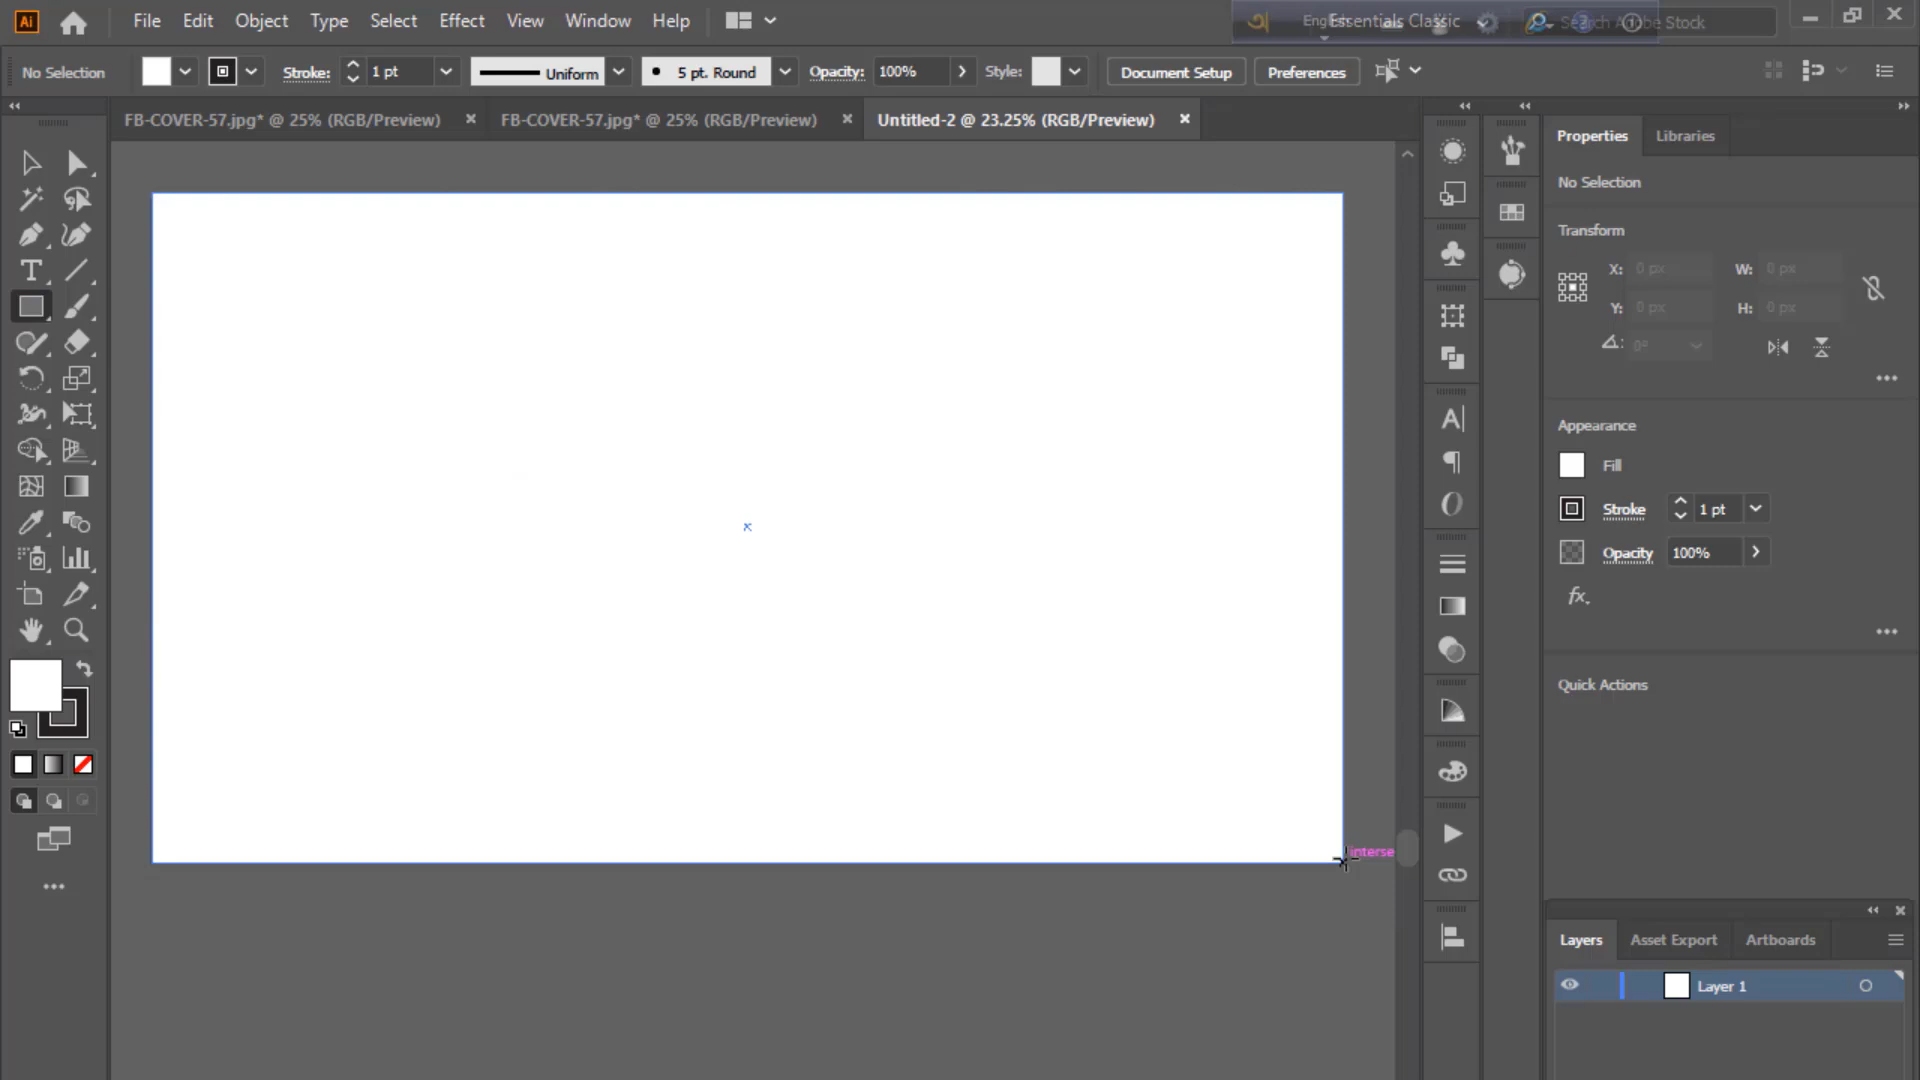 Ai File Edit Object Type Select Effect View Window Help English Essentials Classic Search Adobe Stock
No Selection Stroke: 1 pt Uniform 5 pt. Round Opacity: 100% Style: Document Setup Preferences
FB-COVER-57.jpg* @ 25% (RGB/Preview) FB-COVER-57.jpg* @ 25% (RGB/Preview) Untitled-2 @ 23.25% (RGB/Preview)
Properties Libraries
No Selection
Transform
X: 0 px W: 0 px
Y: 0 px H: 0 px
0°
Appearance
Fill
Stroke 1 pt
Opacity 100%
fx
Quick Actions
interse
Layers Asset Export Artboards
Layer 1